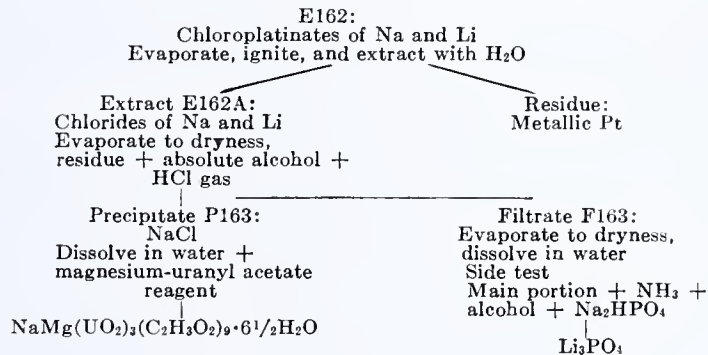 E162:
Chloroplatinates of Na and Li
Evaporate, ignite, and extract with H₂O
Extract E162A:
Chlorides of Na and Li
Evaporate to dryness,
residue + absolute alcohol +
HCl gas
Residue:
Metallic Pt
Precipitate P163:
NaCl
Dissolve in water +
magnesium-uranyl acetate
reagent
NaMg(UO₂)₃(C₂H₃O₂)₉·6½H₂O
Filtrate F163:
Evaporate to dryness,
dissolve in water
Side test
Main portion + NH₃ +
alcohol + Na₂HPO₄
Li₃PO₄